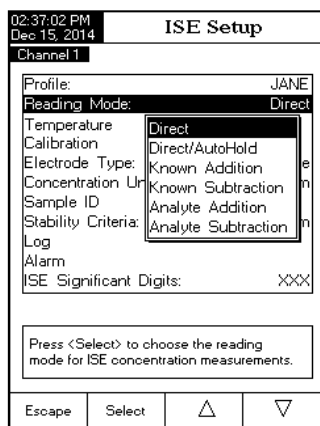 02:37:02 PM
Dec 15, 2014
ISE Setup
Channel 1
Profile: JANE
Reading Mode: Direct
Temperature
Calibration
Electrode Type:
Concentration Un
Sample ID
Stability Criteria:
Log
Alarm
ISE Significant Digits: XXX
Direct
Direct/AutoHold
Known Addition
Known Subtraction
Analyte Addition
Analyte Subtraction
Press <Select> to choose the reading
mode for ISE concentration measurements.
Escape Select